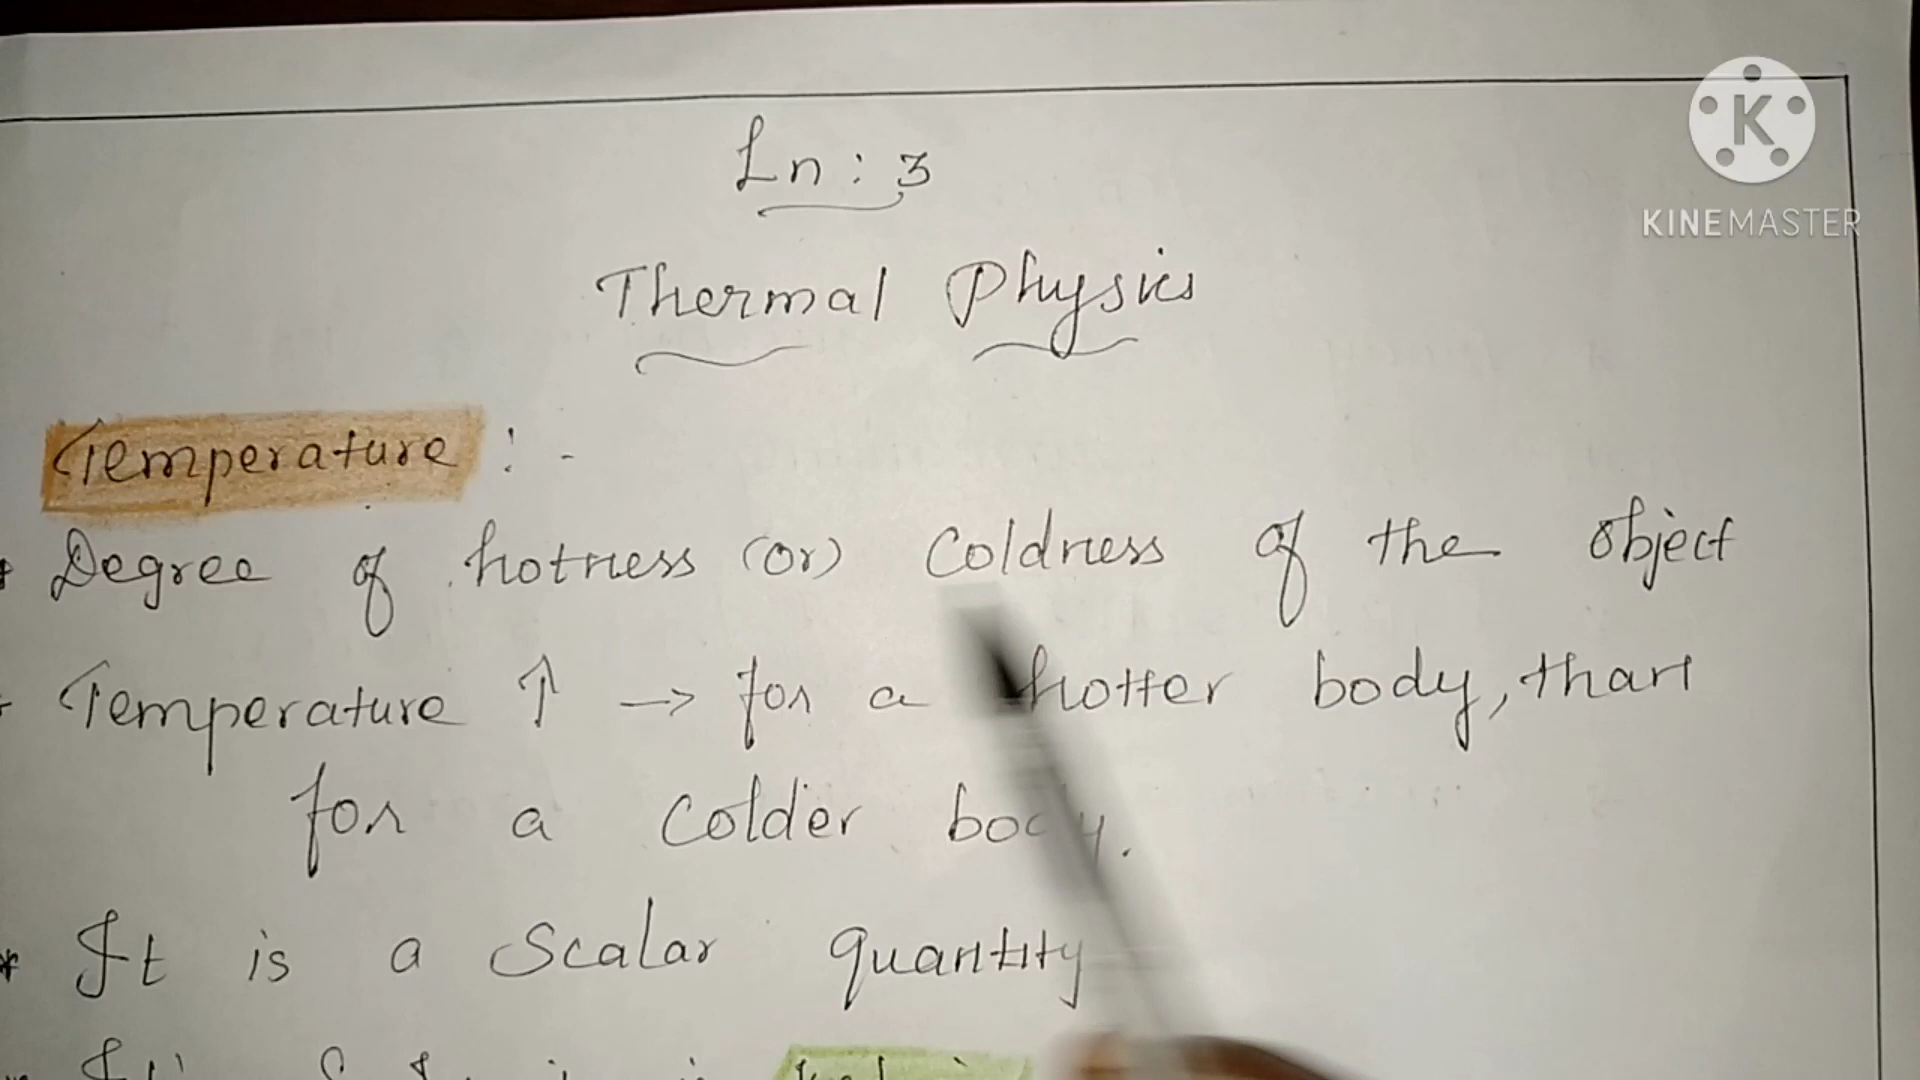 Ln : 3
K
KINEMASTER
Thermal Physics
Temperature : -
* Degree of hotness (or) Coldness of the object
* Temperature ↑ → for a hotter body, than
for a Colder body.
* It is a Scalar quantity